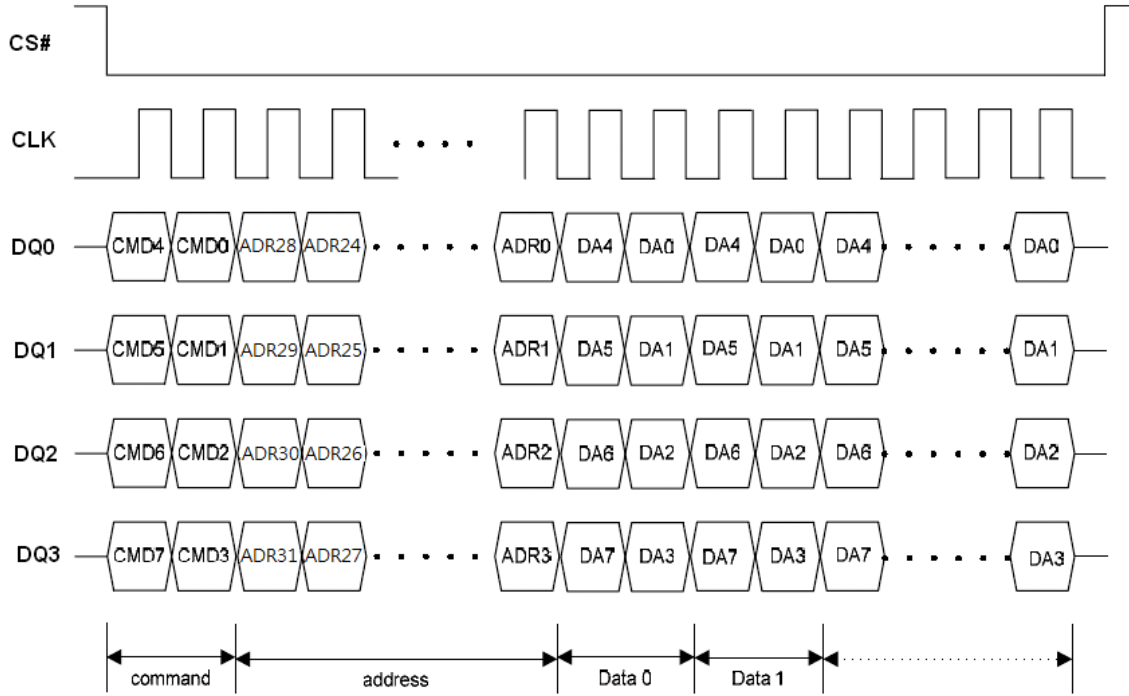 CS#
CLK
DQ0 CMD4 CMD0 ADR28 ADR24 ADR0 DA4 DA0 DA4 DA0 DA4 DA0
DQ1 CMD5 CMD1 ADR29 ADR25 ADR1 DA5 DA1 DA5 DA1 DA5 DA1
DQ2 CMD6 CMD2 ADR30 ADR26 ADR2 DA6 DA2 DA6 DA2 DA6 DA2
DQ3 CMD7 CMD3 ADR31 ADR27 ADR3 DA7 DA3 DA7 DA3 DA7 DA3
command address Data 0 Data 1